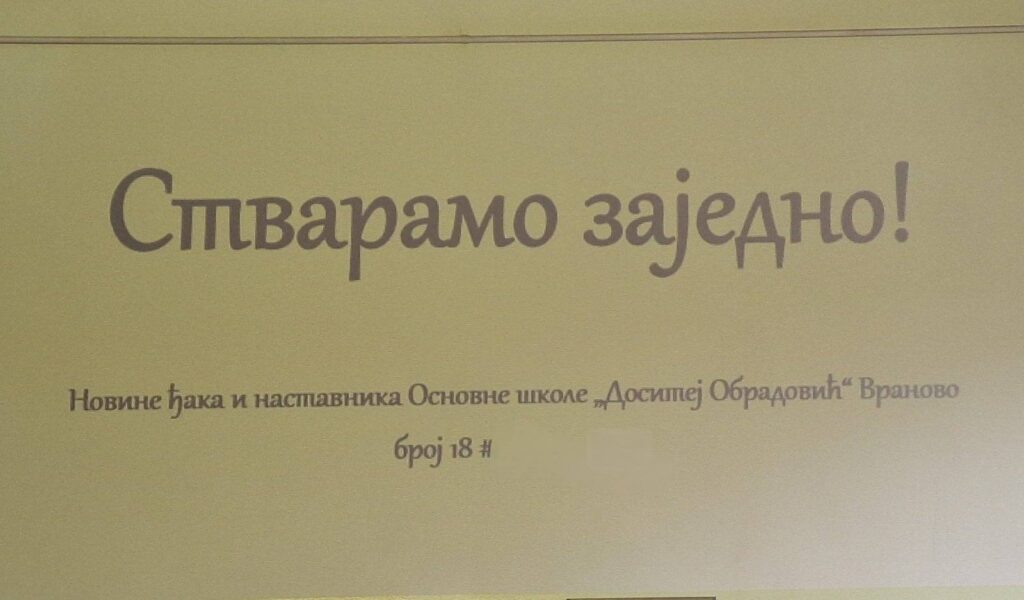 Стварамо заједно!
Новине ђака и наставника Основне школе „Доситеј Обрадовић“ Враново
број 18 #